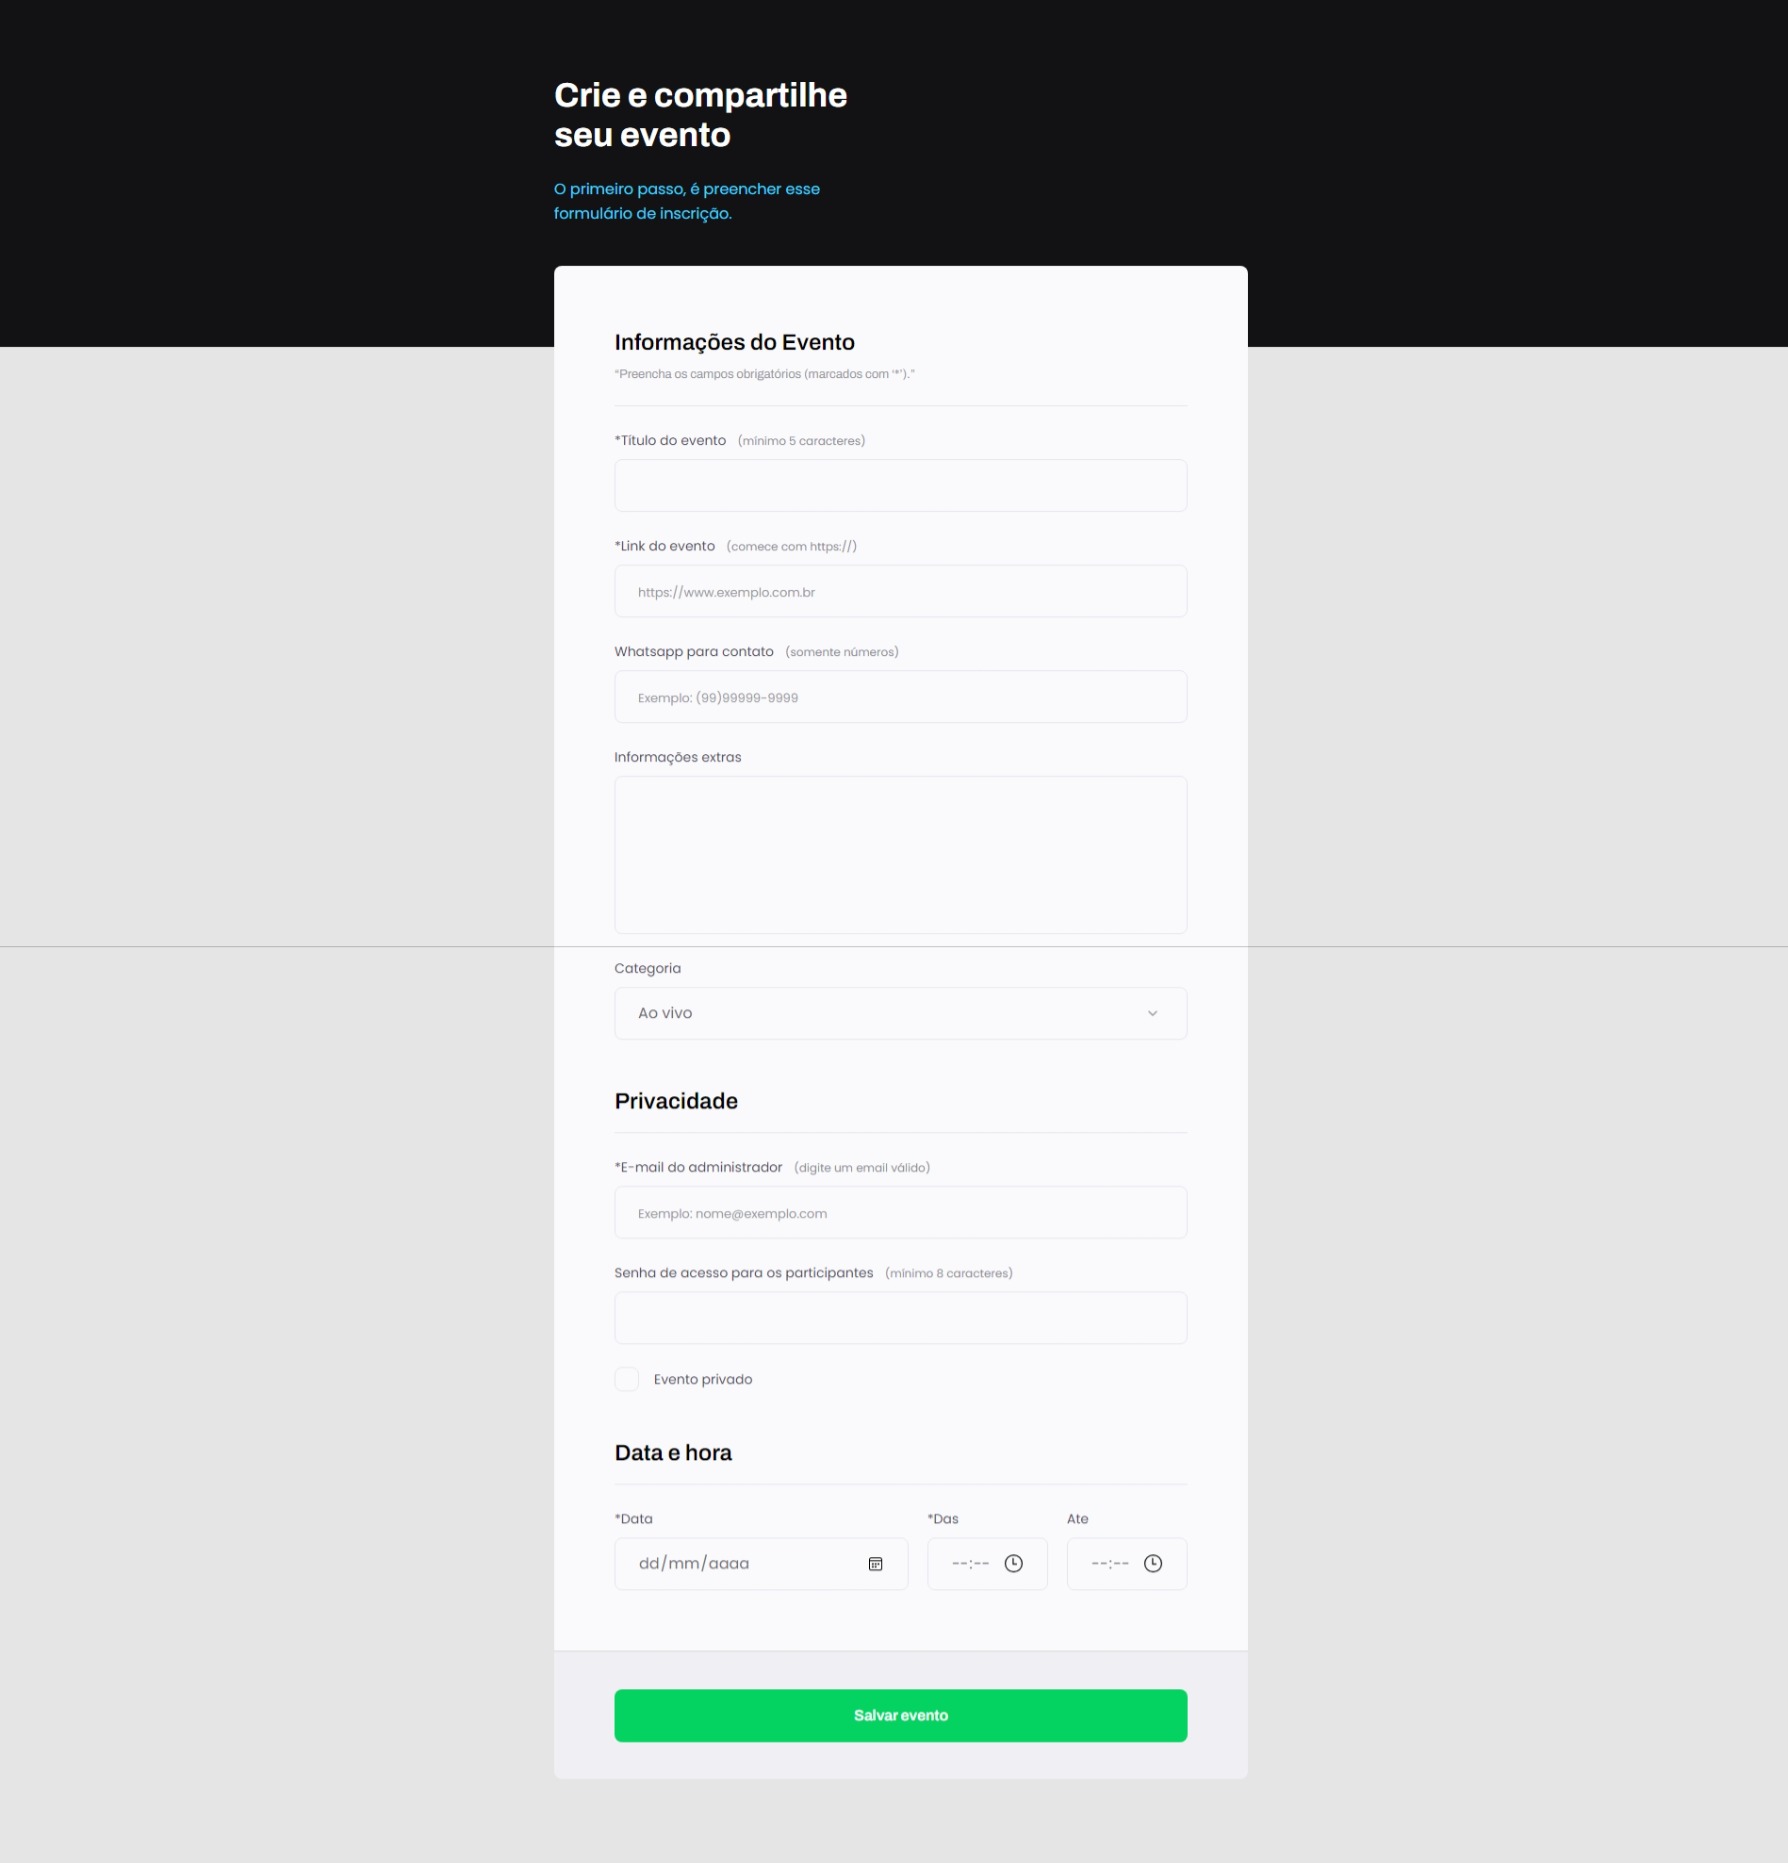 Crie e compartilhe
seu evento
O primeiro passo, é preencher esse
formulário de inscrição.
Informações do Evento
“Preencha os campos obrigatórios (marcados com ‘*’).”
*Título do evento (mínimo 5 caracteres)
*Link do evento (comece com https://)
https://www.exemplo.com.br
Whatsapp para contato (somente números)
Exemplo: (99)99999-9999
Informações extras
Categoria
Ao vivo
Privacidade
*E-mail do administrador (digite um email válido)
Exemplo: nome@exemplo.com
Senha de acesso para os participantes (mínimo 8 caracteres)
Evento privado
Data e hora
*Data *Das Ate
dd/mm/aaaa --:-- --:--
Salvar evento